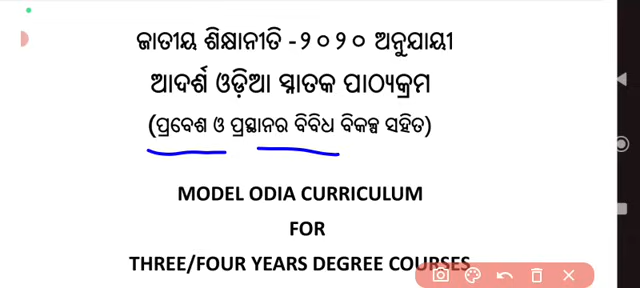 ଜାତୀୟ ଶିକ୍ଷାନୀତି -୨୦୨୦ ଅନୁଯାୟୀ
ଆଦର୍ଶ ଓଡ଼ିଆ ସ୍ନାତକ ପାଠ୍ୟକ୍ରମ
(ପ୍ରବେଶ ଓ ପ୍ରସ୍ଥାନର ବିବିଧ ବିକଳ୍ପ ସହିତ)
MODEL ODIA CURRICULUM
FOR
THREE/FOUR YEARS DEGREE COURSES